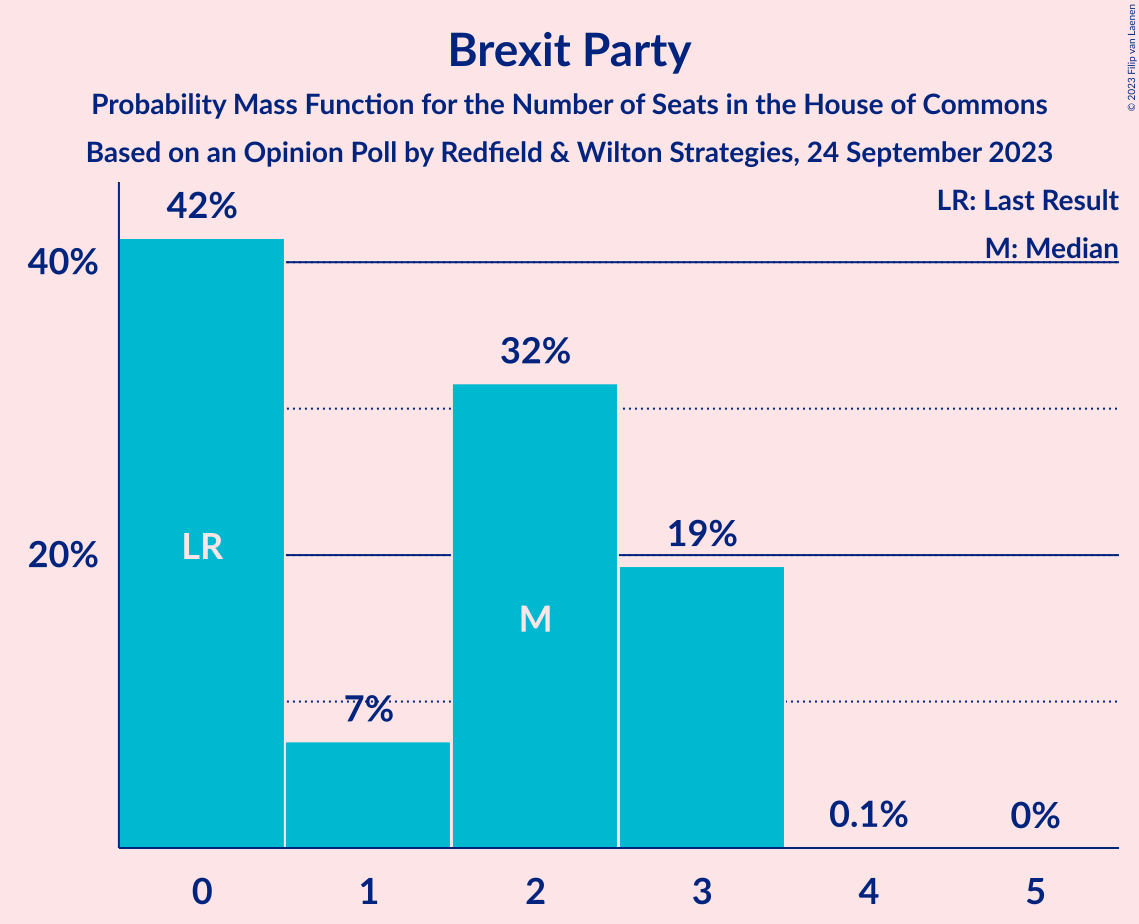 Brexit Party
Probability Mass Function for the Number of Seats in the House of Commons
Based on an Opinion Poll by Redfield & Wilton Strategies, 24 September 2023
© 2023 Filip van Laenen
LR: Last Result
M: Median
42%
40%
32%
LR
20%
19%
M
7%
0.1%
0%
0 1 2 3 4 5